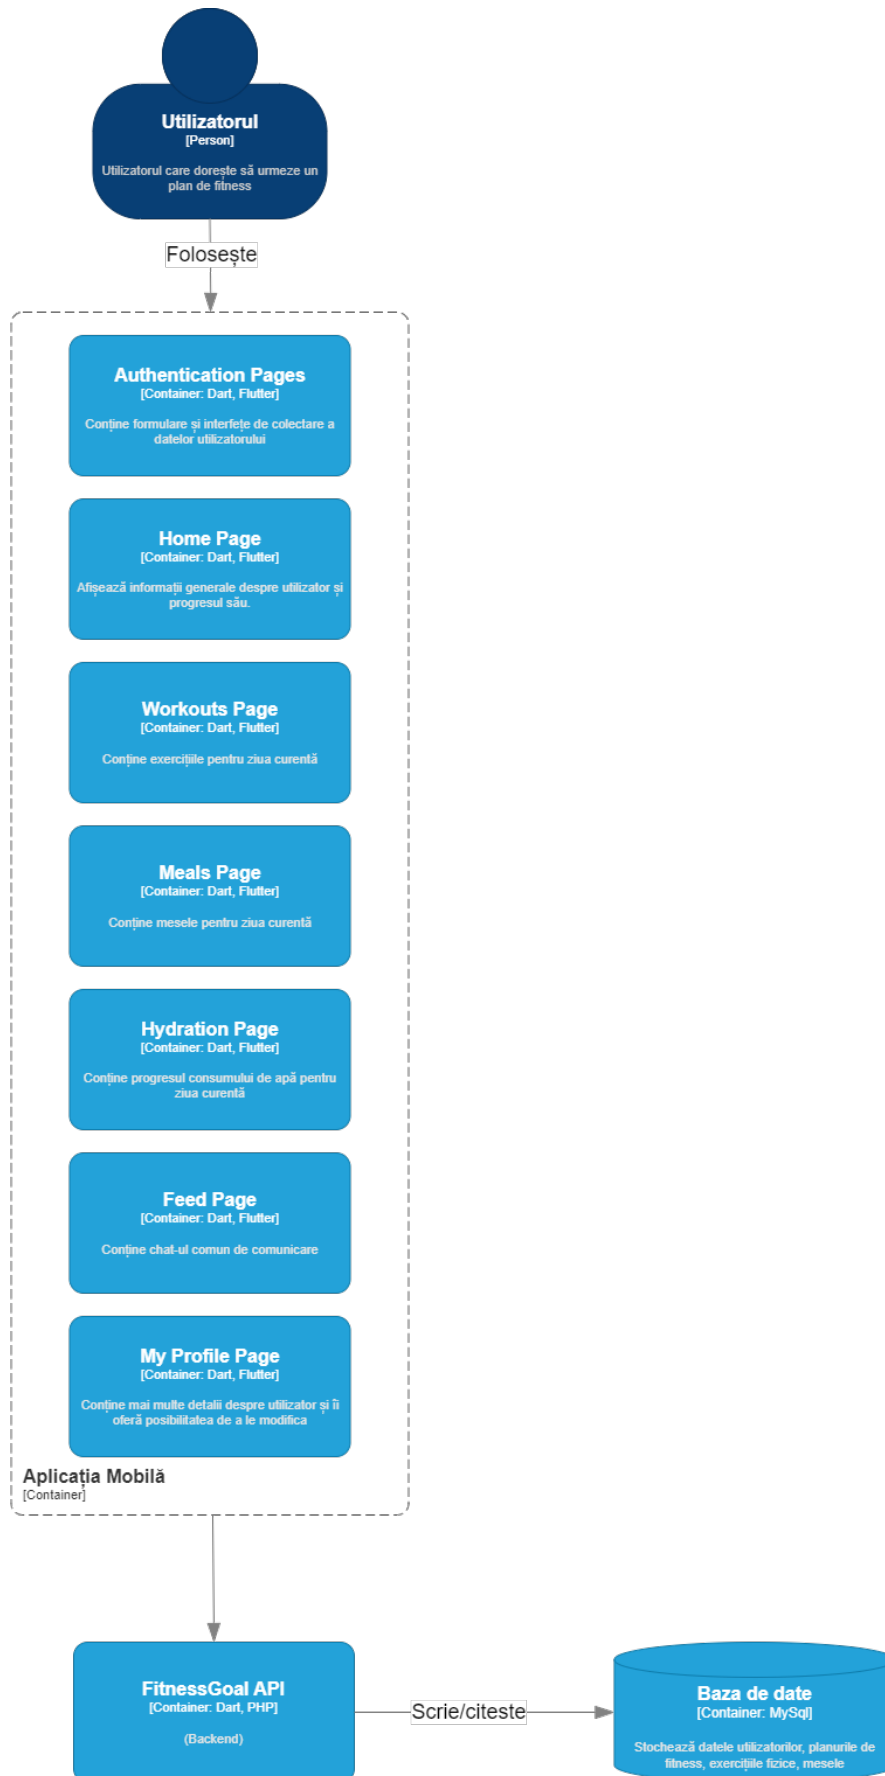 Utilizatorul
[Person]
Utilizatorul care dorește să urmeze un
plan de fitness
Folosește
Authentication Pages
[Container: Dart, Flutter]
Conține formulare și interfețe de colectare a
datelor utilizatorului
Home Page
[Container: Dart, Flutter]
Afișează informații generale despre utilizator și
progresul său.
Workouts Page
[Container: Dart, Flutter]
Conține exercițiile pentru ziua curentă
Meals Page
[Container: Dart, Flutter]
Conține mesele pentru ziua curentă
Hydration Page
[Container: Dart, Flutter]
Conține progresul consumului de apă pentru
ziua curentă
Feed Page
[Container: Dart, Flutter]
Conține chat-ul comun de comunicare
My Profile Page
[Container: Dart, Flutter]
Conține mai multe detalii despre utilizator și îi
oferă posibilitatea de a le modifica
Aplicația Mobilă
[Container]
FitnessGoal API
[Container: Dart, PHP]
(Backend)
Scrie/citeste
Baza de date
[Container: MySql]
Stochează datele utilizatorilor, planurile de
fitness, exercițiile fizice, mesele